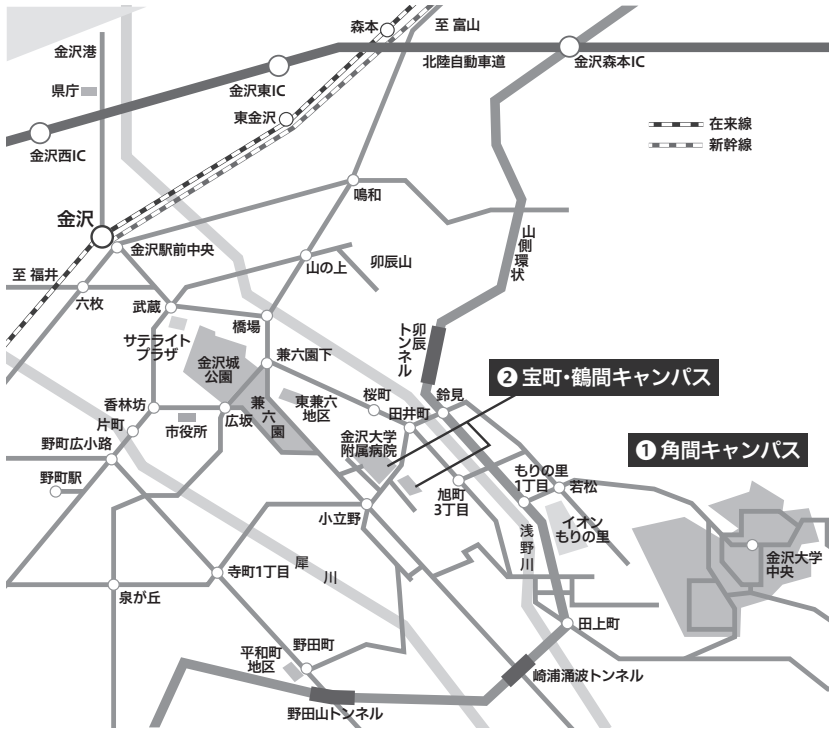 森本
至 富山
金沢港
北陸自動車道
金沢森本IC
県庁
金沢東IC
東金沢
在来線
新幹線
金沢西IC
鳴和
金沢
金沢駅前中央
山側環状
山の上
卯辰山
至 福井
六枚
武蔵
橋場
卯辰
トンネル
サテライト
プラザ
金沢城
公園
兼六園下
❷ 宝町・鶴間キャンパス
桜町
鈴見
香林坊
広坂
兼六園
東兼六
地区
田井町
片町
市役所
金沢大学
附属病院
❶ 角間キャンパス
野町広小路
野町駅
旭町
3丁目
もりの里
1丁目
若松
小立野
イオン
もりの里
浅野川
金沢大学
中央
寺町1丁目
犀川
泉が丘
田上町
野田町
平和町
地区
崎浦涌波トンネル
野田山トンネル